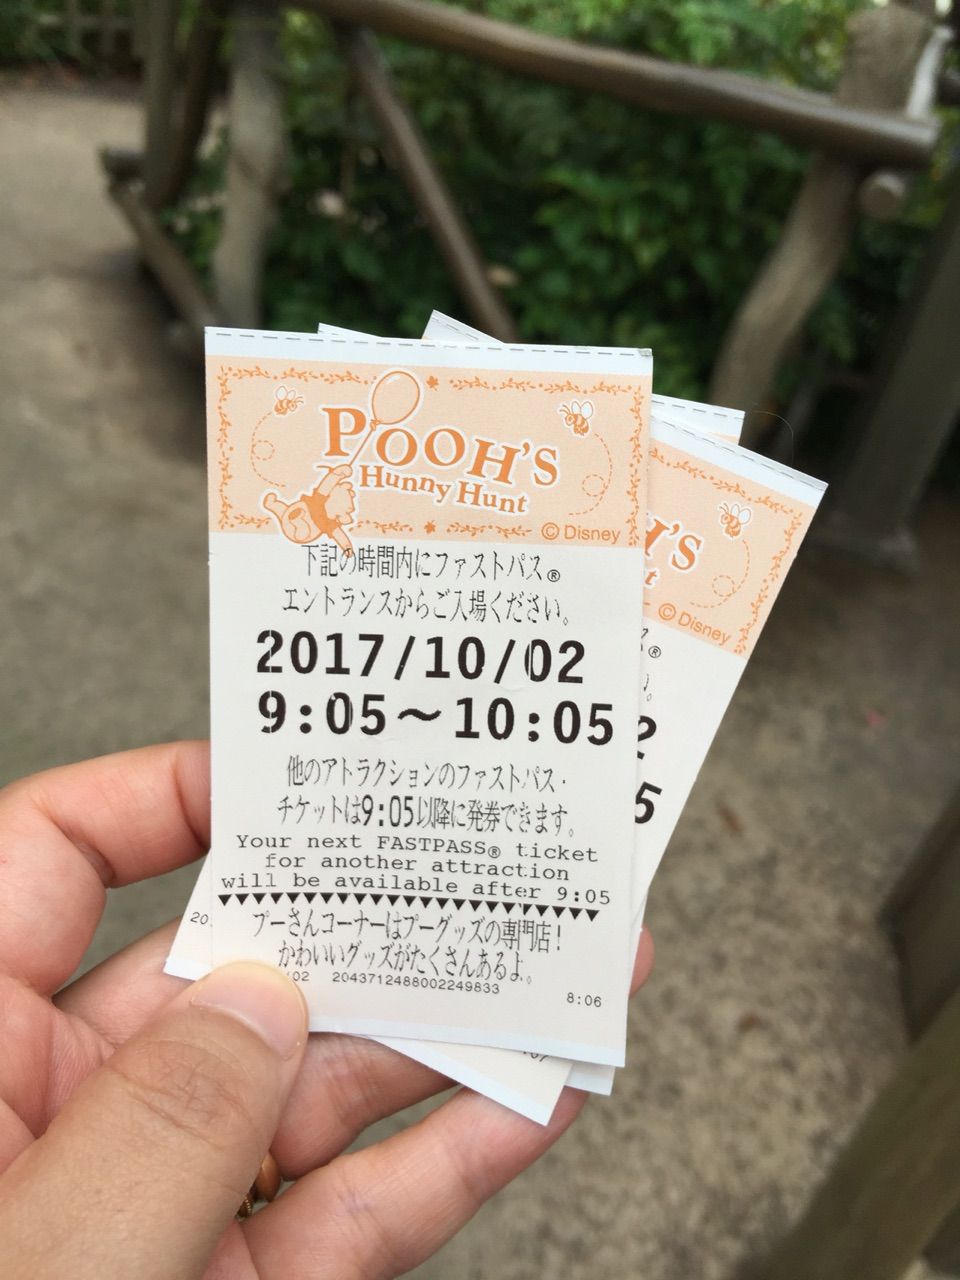 POOH'S
Hunny Hunt
© Disney
下記の時間内にファストパス®
エントランスからご入場ください。
2017/10/02
9:05～10:05
他のアトラクションのファストパス・
チケットは9:05以降に発券できます。
Your next FASTPASS® ticket
for another attraction
will be available after 9:05
プーさんコーナーはプーグッズの専門店!
かわいいグッズがたくさんあるよ。
/02 2043712488002249833
8:06
H'S
t
© Disney
ス®
い。
2
5
20